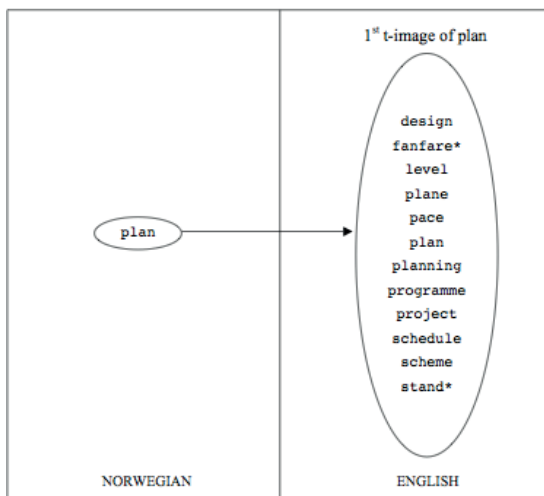 1st t-image of plan
design
fanfare*
level
plane
pace
plan
plan
planning
programme
project
schedule
scheme
stand*
NORWEGIAN
ENGLISH